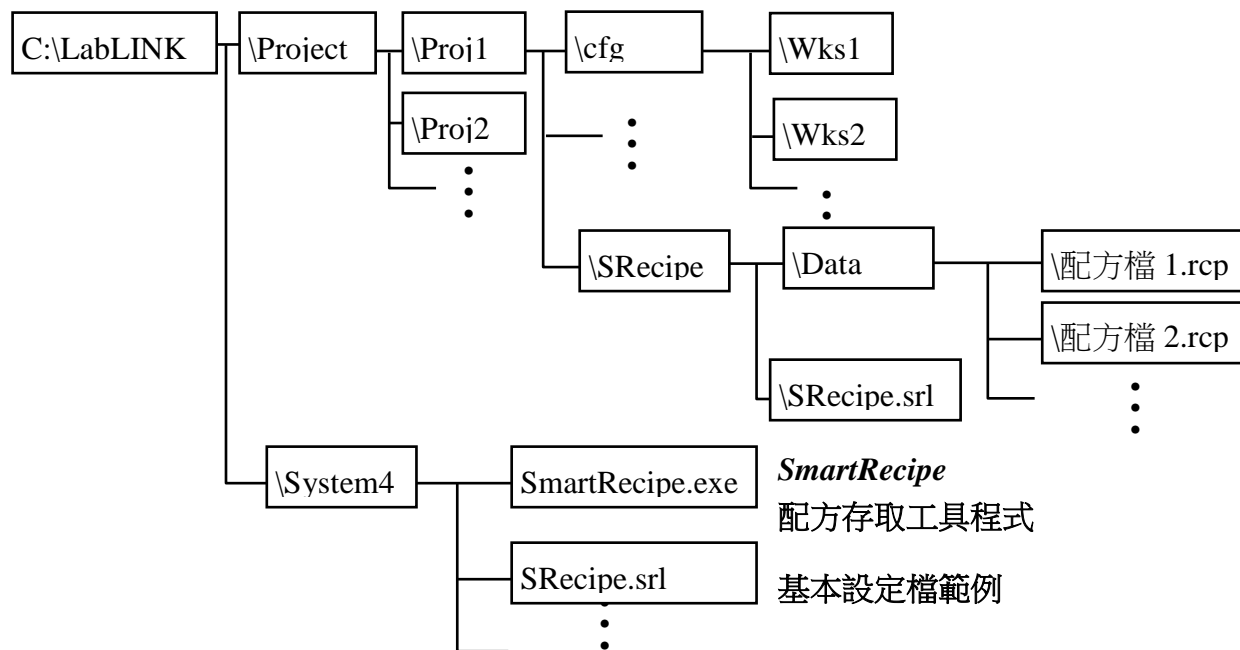 C:\LabLINK \Project \Proj1 \cfg \Wks1
\Proj2 \Wks2
\SRecipe \Data \配方檔 1.rcp
\配方檔 2.rcp
\SRecipe.srl
\System4 SmartRecipe.exe SmartRecipe
配方存取工具程式
SRecipe.srl 基本設定檔範例